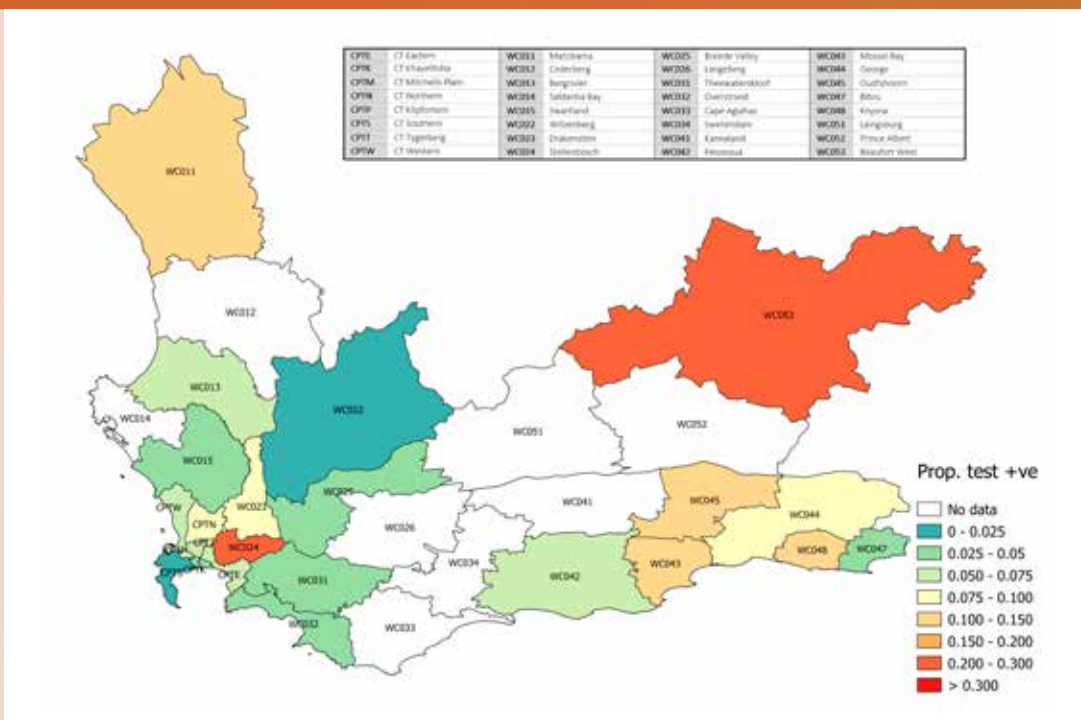 CPTE CT Eastern WC011 Matzikama WC025 Breede Valley WC043 Mossel Bay
CPTK CT Khayelitsha WC012 Cederberg WC026 Langeberg WC044 George
CPTM CT Mitchells Plain WC013 Bergrivier WC031 Theewaterskloof WC045 Oudtshoorn
CPTN CT Northern WC014 Saldanha Bay WC032 Overstrand WC047 Bitou
CPTP CT Klipfontein WC015 Swartland WC033 Cape Agulhas WC048 Knysna
CPTS CT Southern WC022 Witzenberg WC034 Swellendam WC051 Laingsburg
CPTT CT Tygerberg WC023 Drakenstein WC041 Kannaland WC052 Prince Albert
CPTW CT Western WC024 Stellenbosch WC042 Hessequa WC053 Beaufort West
WC011
WC012
WC053
WC013
WC022
WC014
WC051
WC052
WC015
Prop. test +ve
No data
0 - 0.025
0.025 - 0.05
0.050 - 0.075
0.075 - 0.100
0.100 - 0.150
0.150 - 0.200
0.200 - 0.300
> 0.300
WC025
WC045
WC041
CPTW
WC023
WC044
CPTN
WC026
WC024
WC048
WC047
WC034
WC043
CPTE
WC031
WC042
WC032
WC033